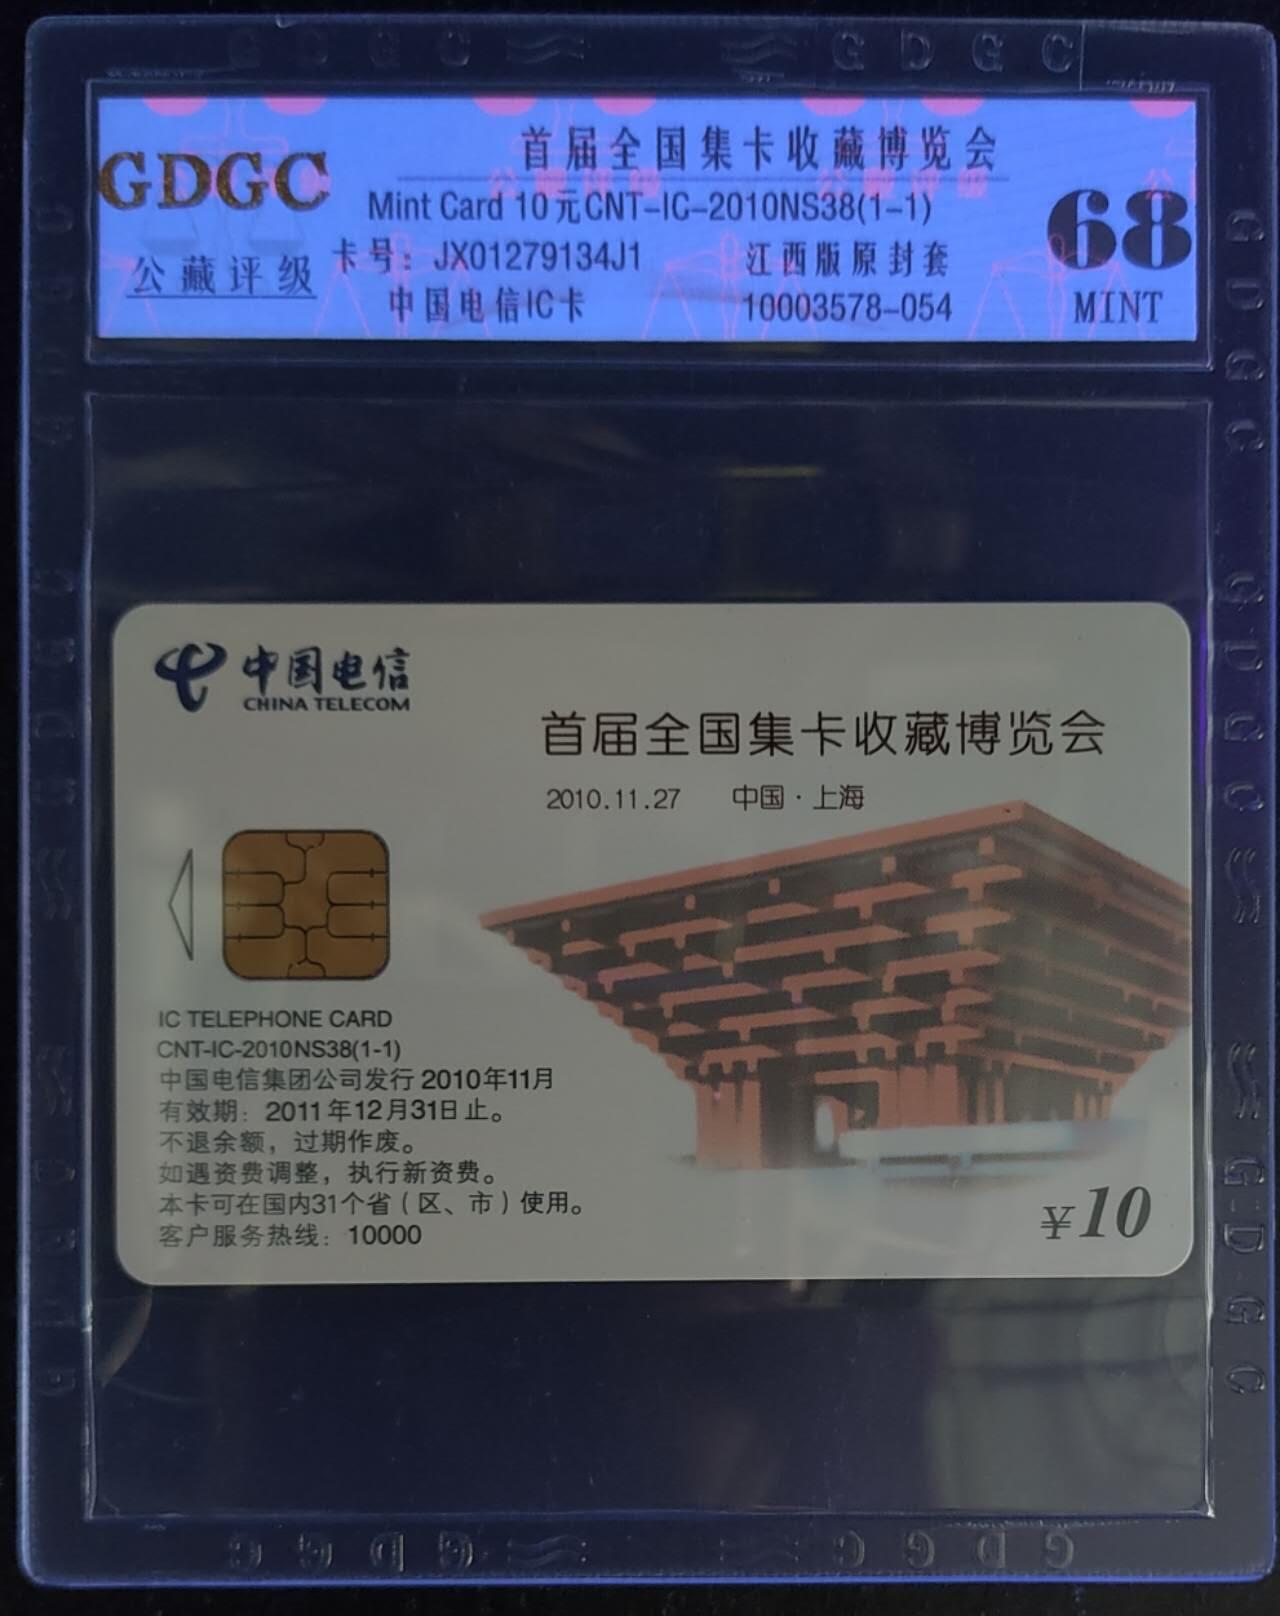 GDGC
公藏评级
首届全国集卡收藏博览会
Mint Card 10元CNT-IC-2010NS38(1-1)
卡号：JX01279134J1 江西版原封套
中国电信IC卡 10003578-054
68
MINT
中国电信
CHINA TELECOM
首届全国集卡收藏博览会
2010.11.27 中国·上海
IC TELEPHONE CARD
CNT-IC-2010NS38(1-1)
中国电信集团公司发行 2010年11月
有效期：2011年12月31日止。
不退余额，过期作废。
如遇资费调整，执行新资费。
本卡可在国内31个省（区、市）使用。
客户服务热线：10000
¥10